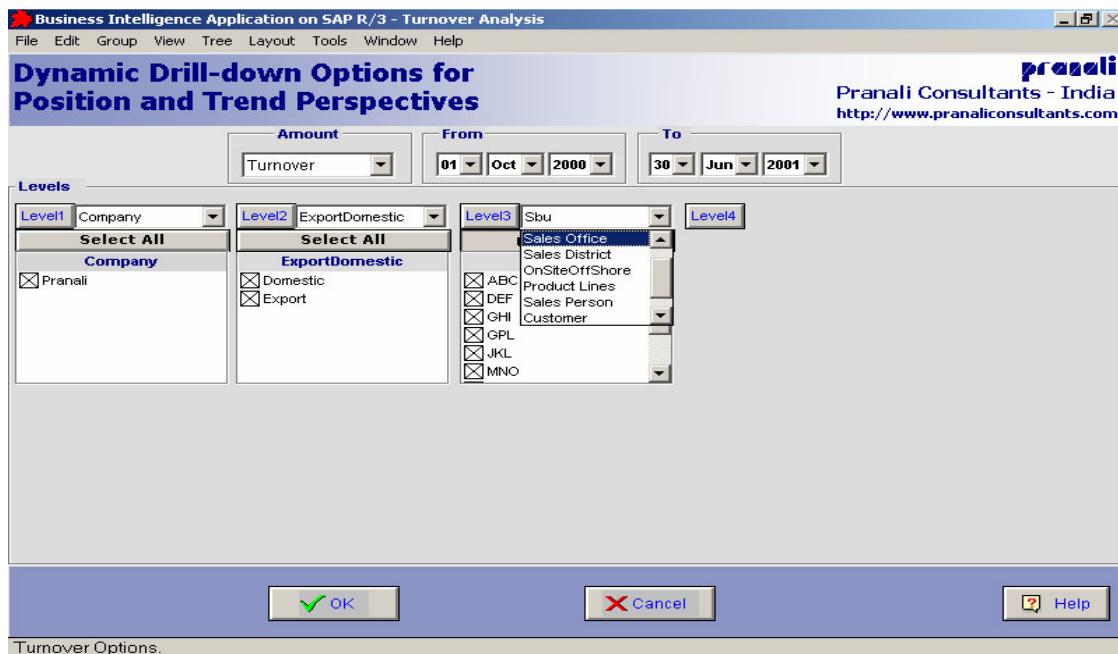 Business Intelligence Application on SAP R/3 - Turnover Analysis
File Edit Group View Tree Layout Tools Window Help
Dynamic Drill-down Options for
Position and Trend Perspectives
pranali
Pranali Consultants - India
http://www.pranaliconsultants.com
Amount From To
Turnover 01 Oct 2000 30 Jun 2001
Levels
Level1 Company Level2 ExportDomestic Level3 Sbu Level4
Select All Select All
Company ExportDomestic
Pranali
Domestic
Export
Sales Office
Sales District
OnSiteOffShore
Product Lines
Sales Person
Customer
ABC
DEF
GHI
GPL
JKL
MNO
OK Cancel Help
Turnover Options.